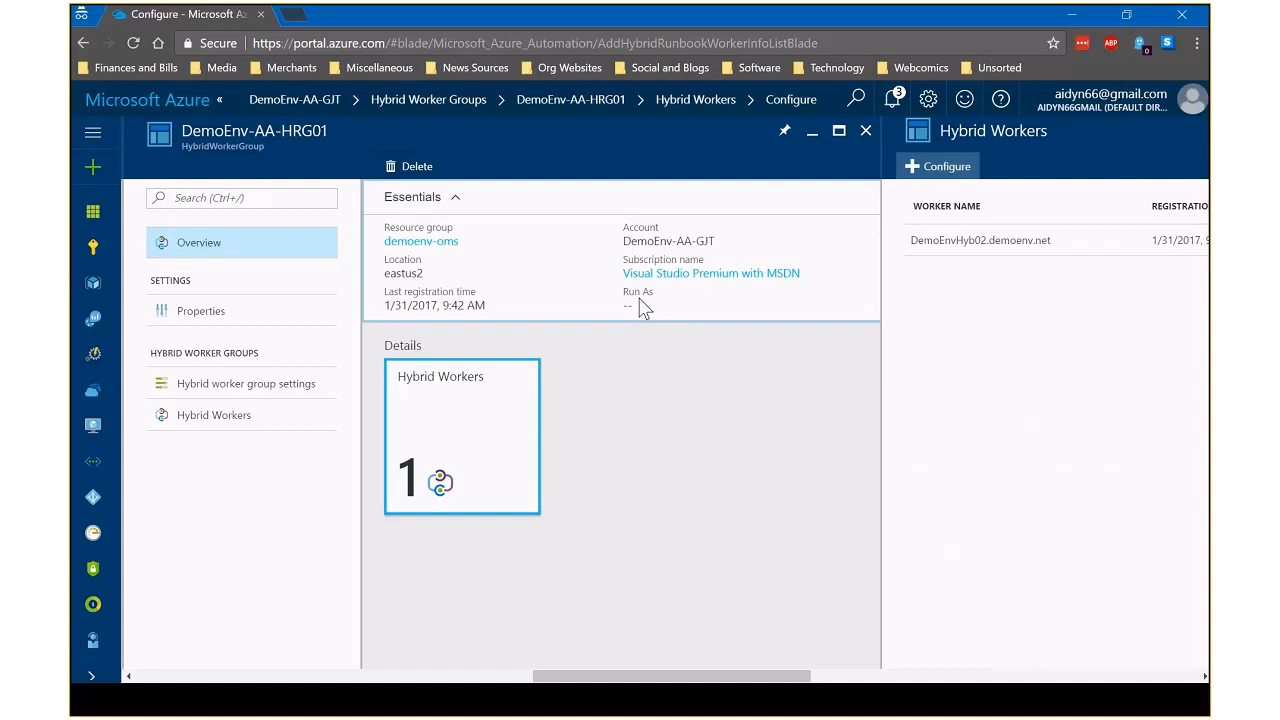 Configure - Microsoft Az
Secure
https://portal.azure.com/#blade/Microsoft_Azure_Automation/AddHybridRunbookWorkerInfoListBlade
ABP
0
S
Finances and Bills
Media
Merchants
Miscellaneous
News Sources
Org Websites
Social and Blogs
Software
Technology
Webcomics
Unsorted
Microsoft Azure «
DemoEnv-AA-GJT
Hybrid Worker Groups
DemoEnv-AA-HRG01
Hybrid Workers
Configure
3
aidyn66@gmail.com
AIDYN66GMAIL (DEFAULT DIR...
DemoEnv-AA-HRG01
HybridWorkerGroup
Hybrid Workers
Delete
Configure
Search (Ctrl+/)
Overview
SETTINGS
Properties
HYBRID WORKER GROUPS
Hybrid worker group settings
Hybrid Workers
Essentials
Resource group
demoenv-oms
Location
eastus2
Last registration time
1/31/2017, 9:42 AM
Account
DemoEnv-AA-GJT
Subscription name
Visual Studio Premium with MSDN
Run As
--
Details
Hybrid Workers
1
WORKER NAME
REGISTRATIO
DemoEnvHyb02.demoenv.net
1/31/2017, 9